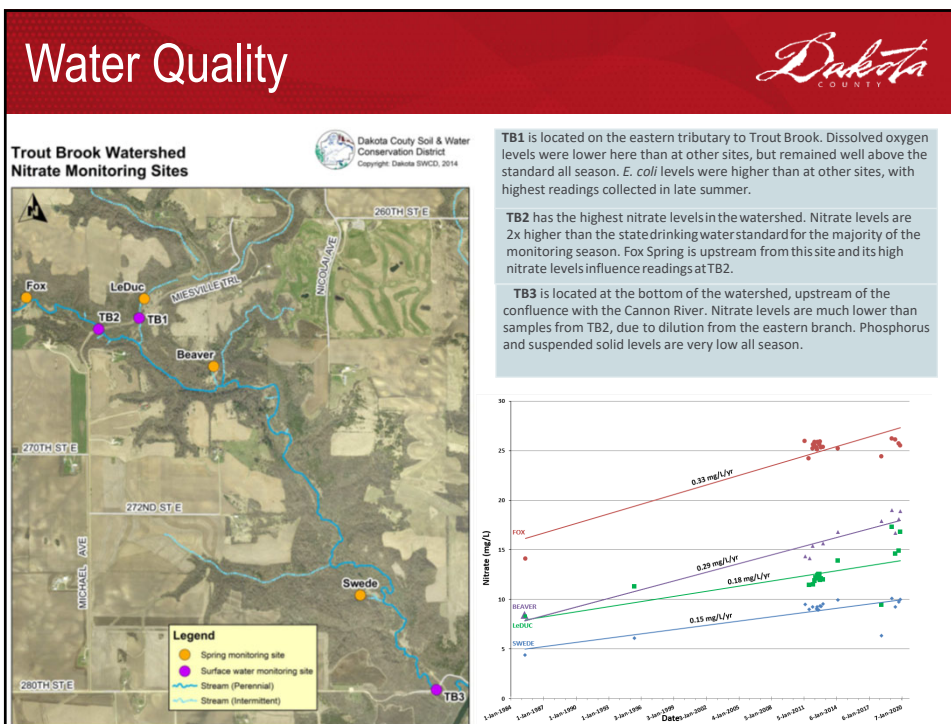 Water Quality
Dakota
COUNTY
Trout Brook Watershed
Nitrate Monitoring Sites
Dakota Couty Soil & Water
Conservation District
Copyright: Dakota SWCD, 2014
N
260TH ST E
NICOLAI AVE
MIESVILLE TRL
Fox
LeDuc
TB2
TB1
Beaver
270TH ST E
272ND ST E
MICHAEL AVE
Swede
280TH ST E
TB3
Legend
Spring monitoring site
Surface water monitoring site
Stream (Perennial)
Stream (Intermittent)
TB1 is located on the eastern tributary to Trout Brook. Dissolved oxygen
levels were lower here than at other sites, but remained well above the
standard all season. E. coli levels were higher than at other sites, with
highest readings collected in late summer.
TB2 has the highest nitrate levels in the watershed. Nitrate levels are
2x higher than the state drinking water standard for the majority of the
monitoring season. Fox Spring is upstream from this site and its high
nitrate levels influence readings at TB2.
TB3 is located at the bottom of the watershed, upstream of the
confluence with the Cannon River. Nitrate levels are much lower than
samples from TB2, due to dilution from the eastern branch. Phosphorus
and suspended solid levels are very low all season.
30
25
20
15
10
5
0
Nitrate (mg/L)
FOX
BEAVER
LeDUC
SWEDE
0.33 mg/L/yr
0.29 mg/L/yr
0.18 mg/L/yr
0.15 mg/L/yr
1-Jan-1984
1-Jan-1987
1-Jan-1990
1-Jan-1993
1-Jan-1996
1-Jan-1999
1-Jan-2002
4-Jan-2005
4-Jan-2008
5-Jan-2011
6-Jan-2014
6-Jan-2017
7-Jan-2020
Date